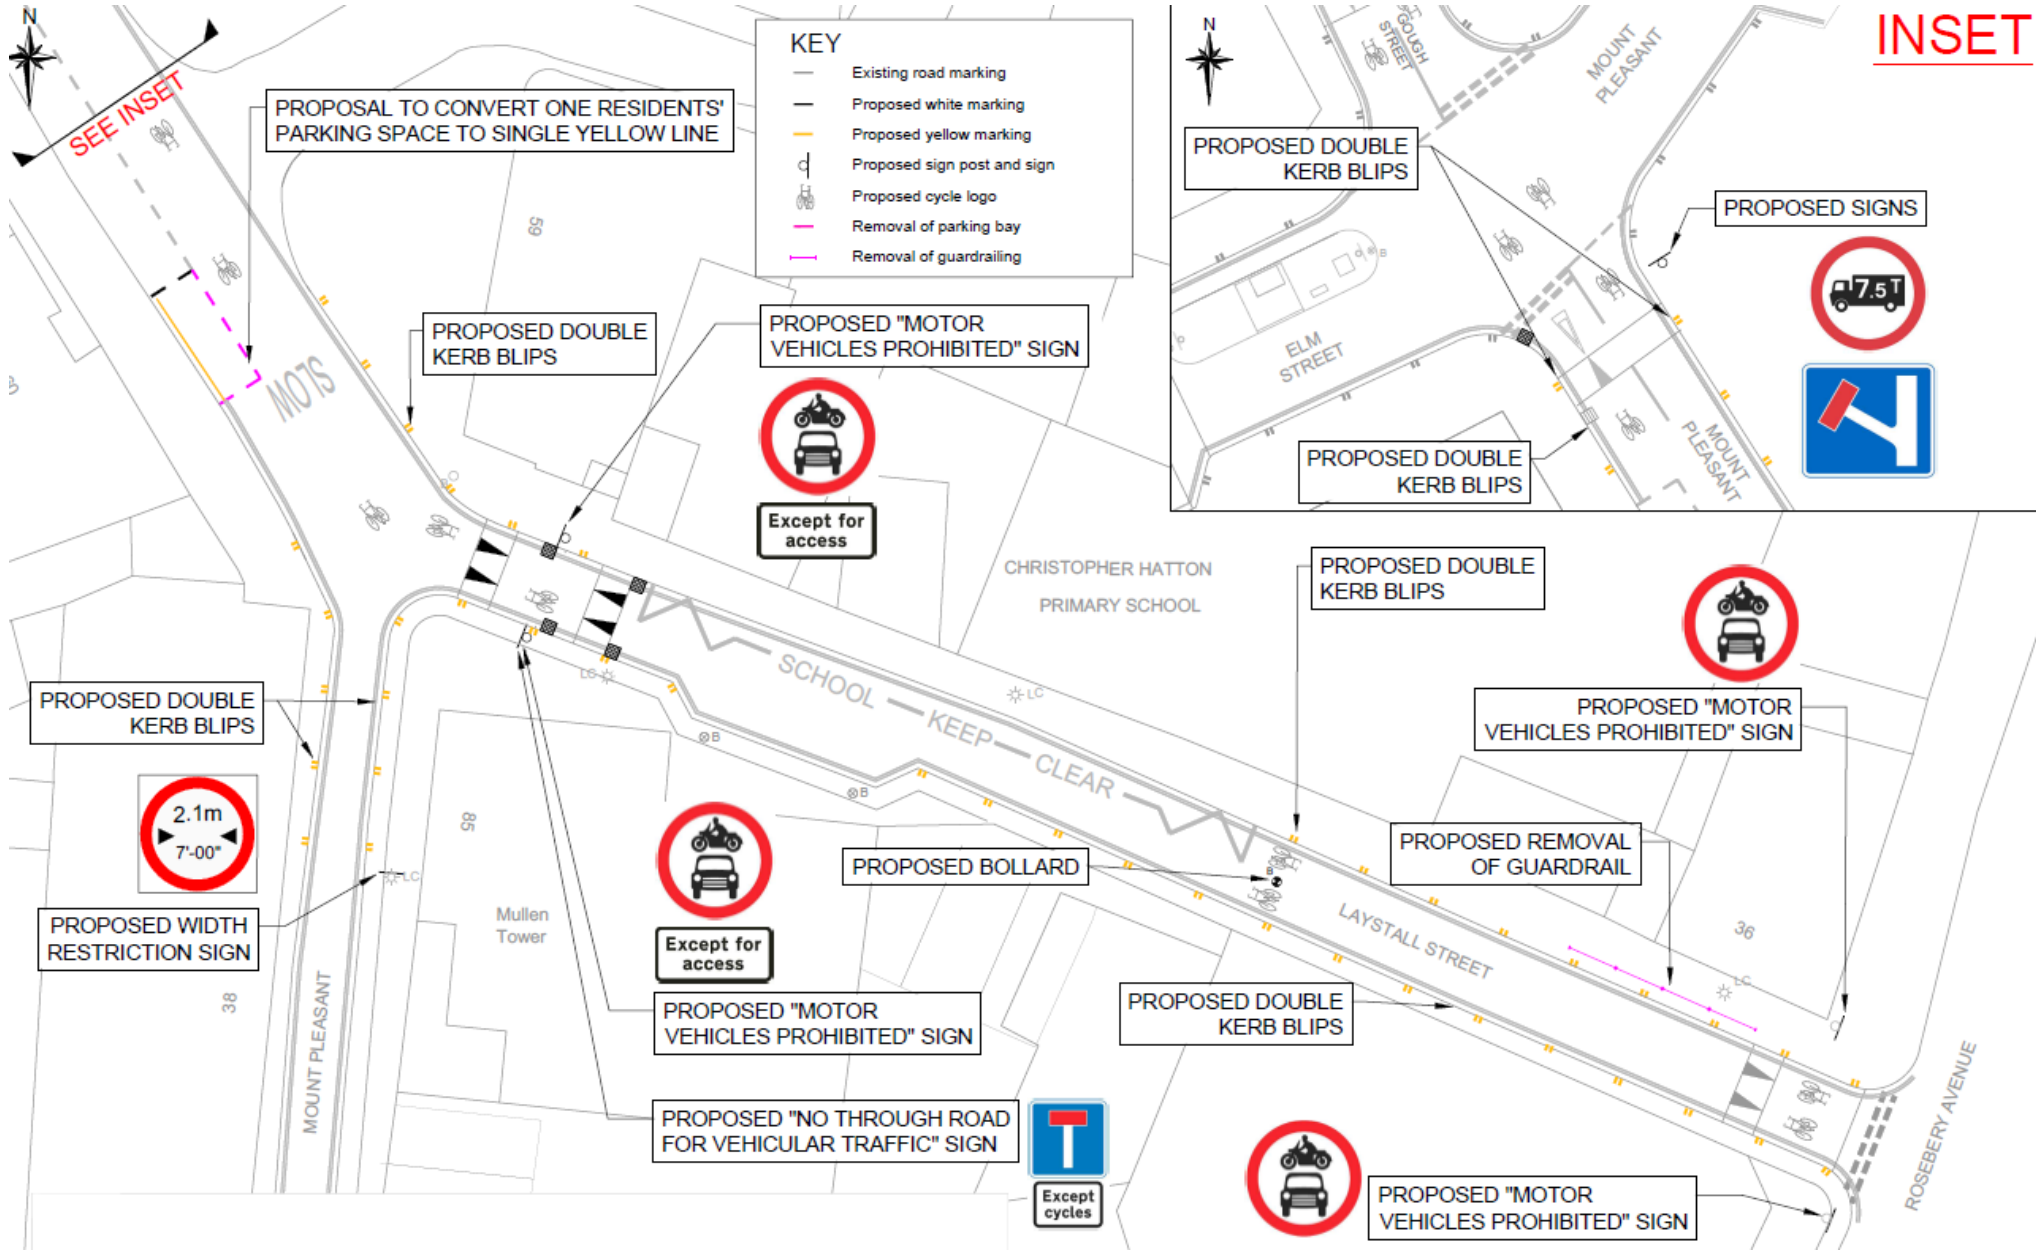 N
SEE INSET
PROPOSAL TO CONVERT ONE RESIDENTS'
PARKING SPACE TO SINGLE YELLOW LINE
KEY
Existing road marking
Proposed white marking
Proposed yellow marking
Proposed sign post and sign
Proposed cycle logo
Removal of parking bay
Removal of guardrailing
INSET
N
GOUGH
STREET
MOUNT
PLEASANT
PROPOSED DOUBLE
KERB BLIPS
PROPOSED SIGNS
7.5 T
B
ELM
STREET
MOUNT
PLEASANT
PROPOSED DOUBLE
KERB BLIPS
59
SLOW
PROPOSED DOUBLE
KERB BLIPS
PROPOSED "MOTOR
VEHICLES PROHIBITED" SIGN
Except for
access
CHRISTOPHER HATTON
PRIMARY SCHOOL
PROPOSED DOUBLE
KERB BLIPS
PROPOSED "MOTOR
VEHICLES PROHIBITED" SIGN
SCHOOL KEEP CLEAR
LC
LC
B
B
PROPOSED DOUBLE
KERB BLIPS
2.1m
7'-00"
LC
PROPOSED WIDTH
RESTRICTION SIGN
85
Mullen
Tower
38
MOUNT PLEASANT
Except for
access
PROPOSED "MOTOR
VEHICLES PROHIBITED" SIGN
PROPOSED "NO THROUGH ROAD
FOR VEHICULAR TRAFFIC" SIGN
Except
cycles
PROPOSED BOLLARD
B
PROPOSED REMOVAL
OF GUARDRAIL
LAYSTALL STREET
36
LC
PROPOSED DOUBLE
KERB BLIPS
ROSEBERY AVENUE
PROPOSED "MOTOR
VEHICLES PROHIBITED" SIGN